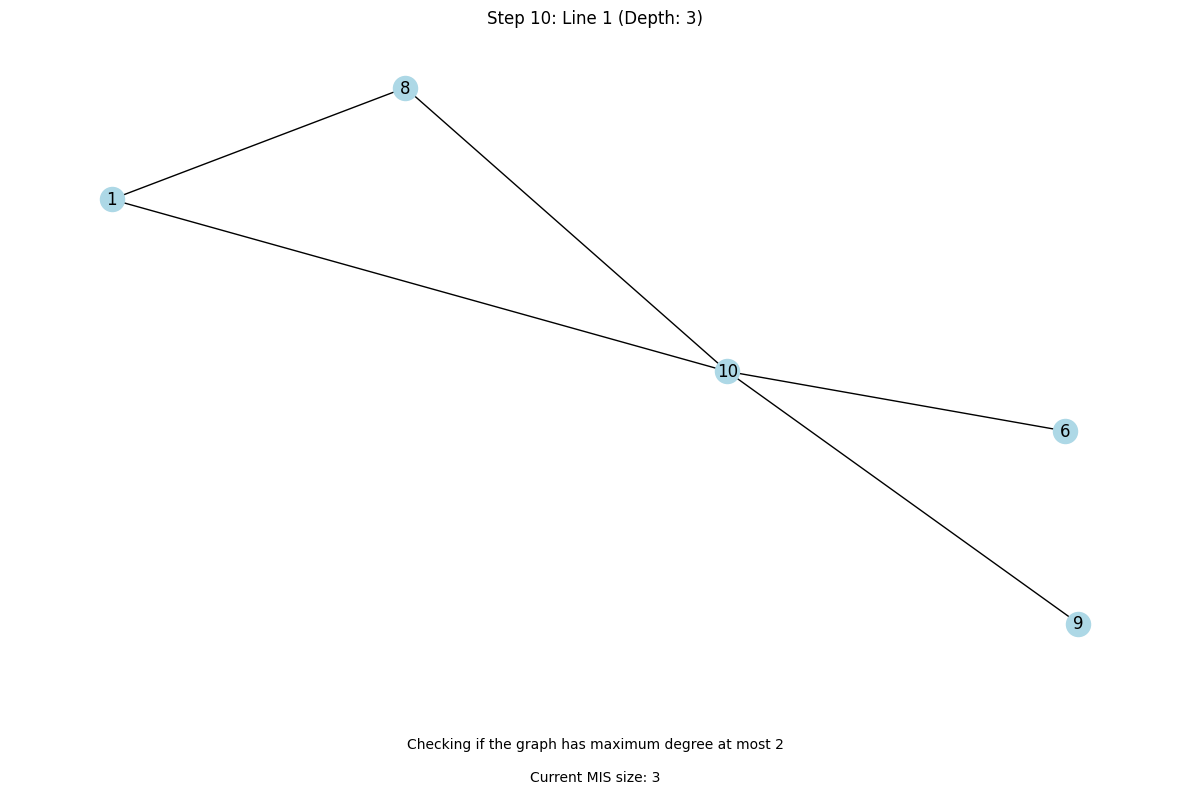 Step 10: Line 1 (Depth: 3)
8
1
10
6
9
Checking if the graph has maximum degree at most 2
Current MIS size: 3